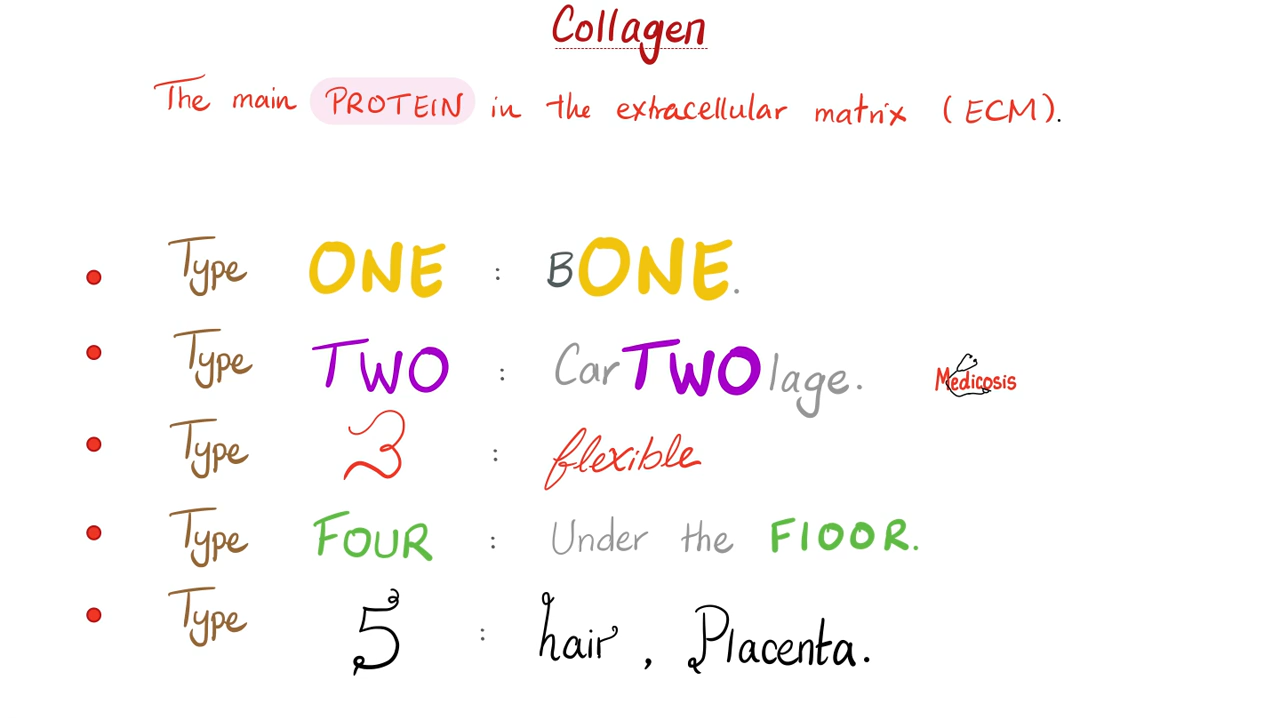 Collagen
The main PROTEIN in the extracellular matrix (ECM).
• Type ONE : BONE.
• Type TWO : CarTWOlage.
Medicosis
• Type 3 : flexible
• Type FOUR : Under the FlOOR.
• Type 5 : hair, Placenta.